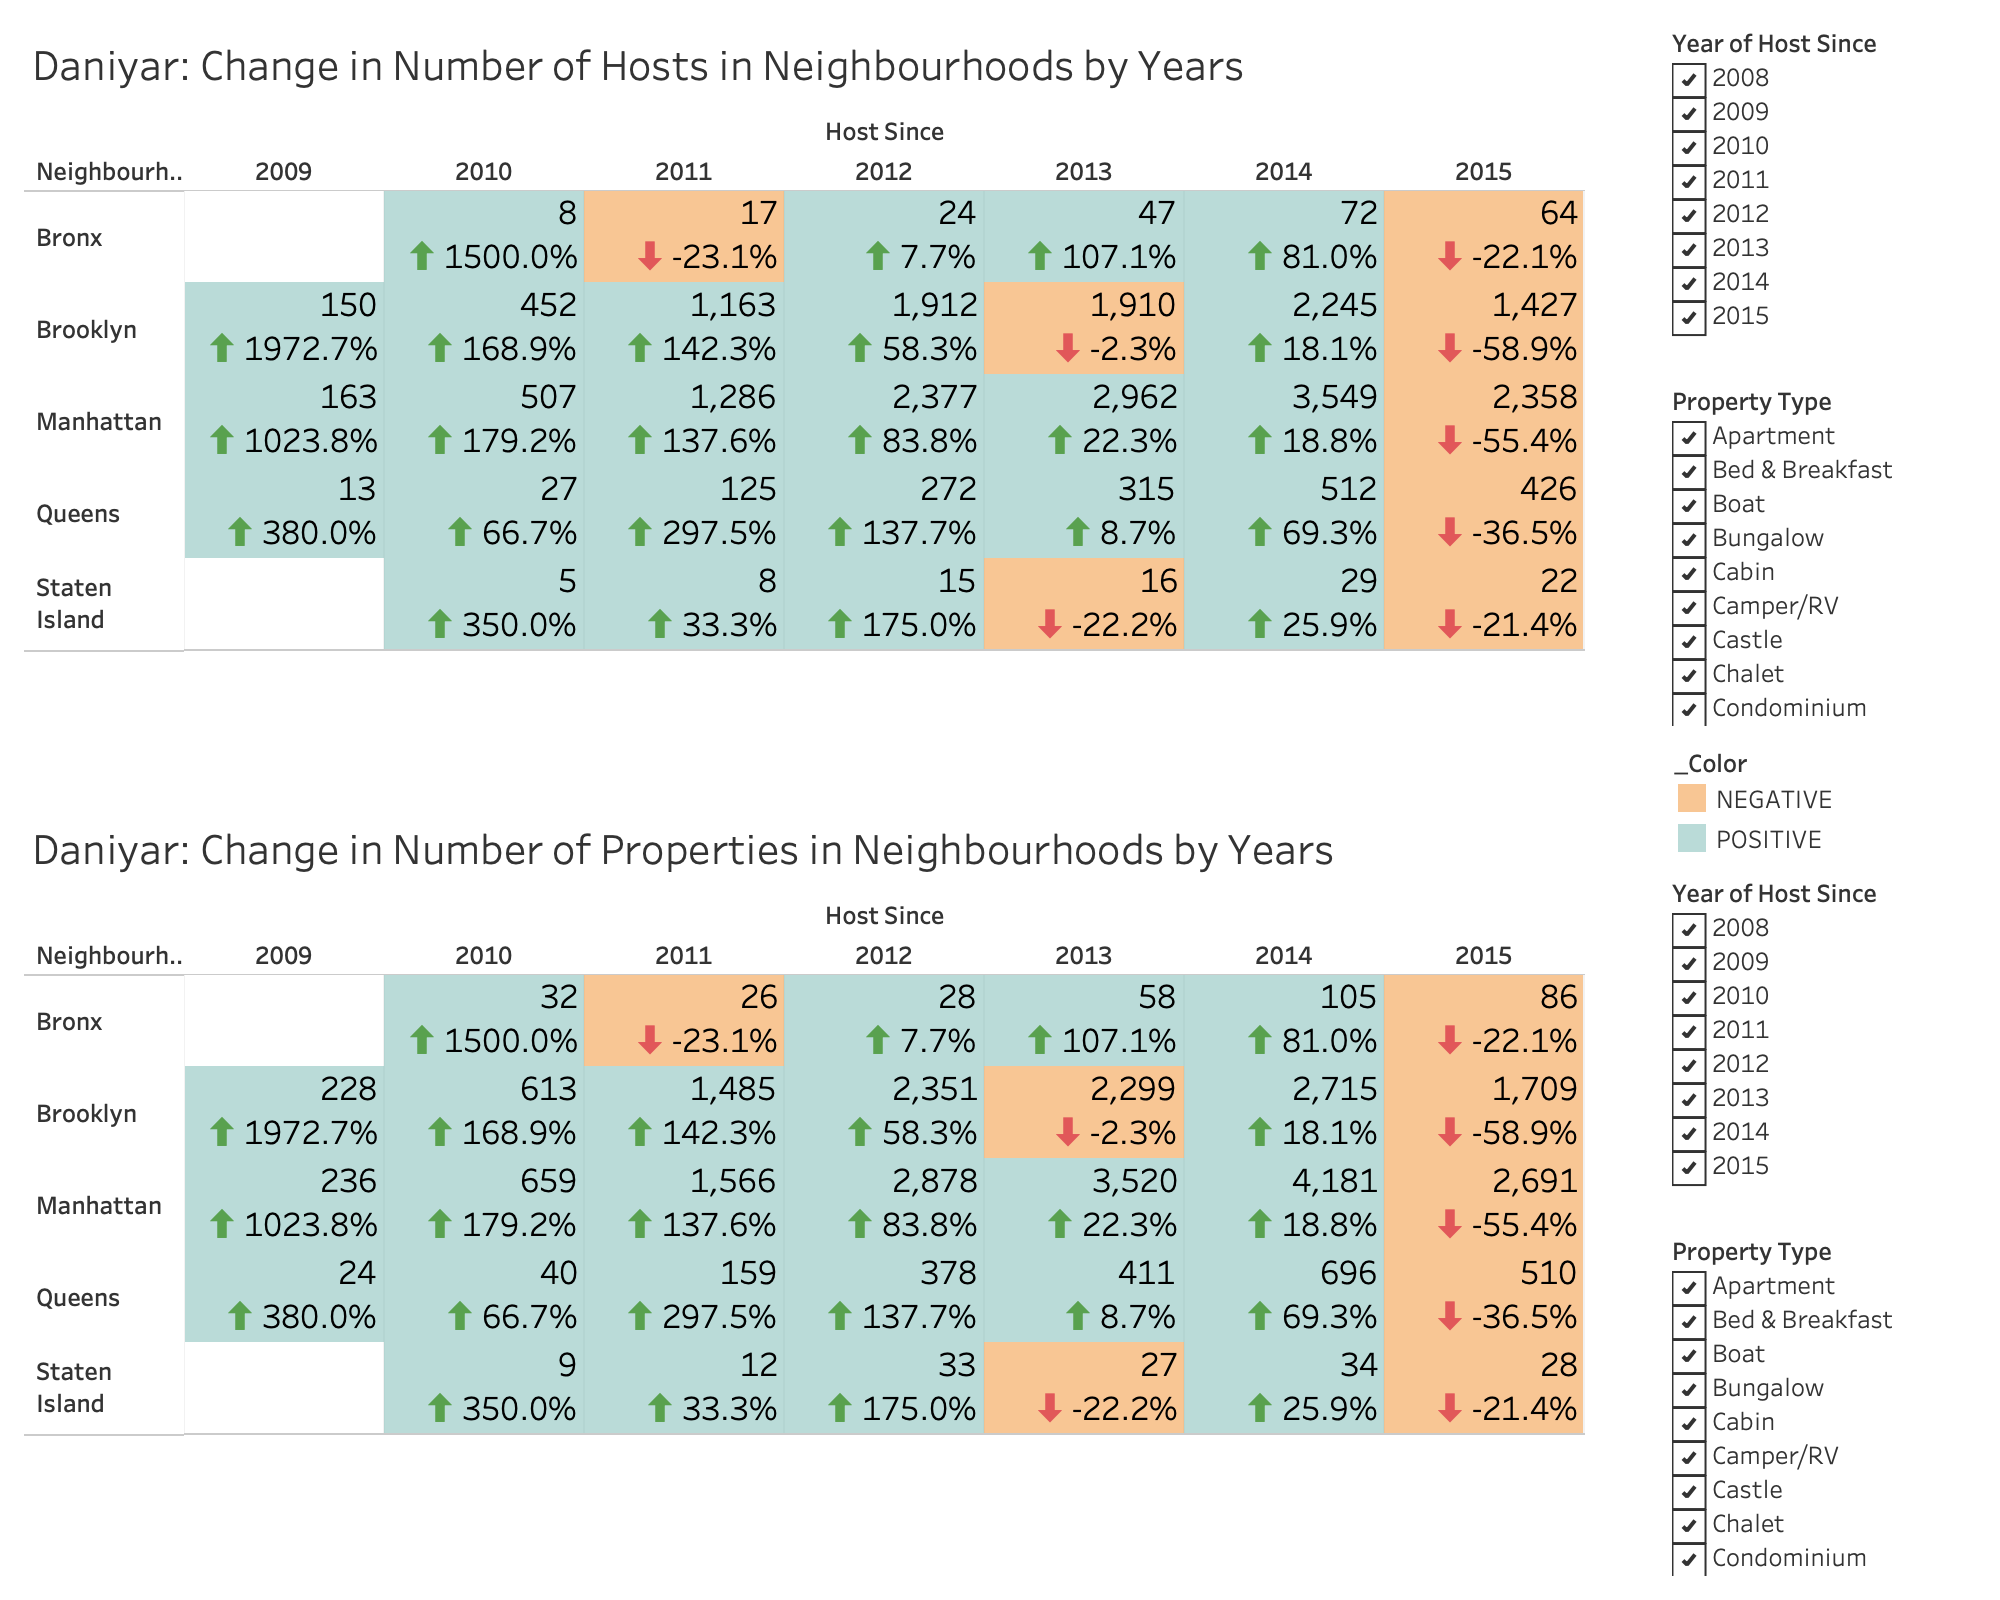 Daniyar: Change in Number of Hosts in Neighbourhoods by Years
Host Since
Neighbourh.. 2009 2010 2011 2012 2013 2014 2015
Bronx
8 17 24 47 72 64
1500.0% -23.1% 7.7% 107.1% 81.0% -22.1%
Brooklyn
150 452 1,163 1,912 1,910 2,245 1,427
1972.7% 168.9% 142.3% 58.3% -2.3% 18.1% -58.9%
Manhattan
163 507 1,286 2,377 2,962 3,549 2,358
1023.8% 179.2% 137.6% 83.8% 22.3% 18.8% -55.4%
Queens
13 27 125 272 315 512 426
380.0% 66.7% 297.5% 137.7% 8.7% 69.3% -36.5%
Staten
Island
5 8 15 16 29 22
350.0% 33.3% 175.0% -22.2% 25.9% -21.4%
Year of Host Since
2008
2009
2010
2011
2012
2013
2014
2015
Property Type
Apartment
Bed & Breakfast
Boat
Bungalow
Cabin
Camper/RV
Castle
Chalet
Condominium
_Color
NEGATIVE
POSITIVE
Daniyar: Change in Number of Properties in Neighbourhoods by Years
Host Since
Neighbourh.. 2009 2010 2011 2012 2013 2014 2015
Bronx
32 26 28 58 105 86
1500.0% -23.1% 7.7% 107.1% 81.0% -22.1%
Brooklyn
228 613 1,485 2,351 2,299 2,715 1,709
1972.7% 168.9% 142.3% 58.3% -2.3% 18.1% -58.9%
Manhattan
236 659 1,566 2,878 3,520 4,181 2,691
1023.8% 179.2% 137.6% 83.8% 22.3% 18.8% -55.4%
Queens
24 40 159 378 411 696 510
380.0% 66.7% 297.5% 137.7% 8.7% 69.3% -36.5%
Staten
Island
9 12 33 27 34 28
350.0% 33.3% 175.0% -22.2% 25.9% -21.4%
Year of Host Since
2008
2009
2010
2011
2012
2013
2014
2015
Property Type
Apartment
Bed & Breakfast
Boat
Bungalow
Cabin
Camper/RV
Castle
Chalet
Condominium